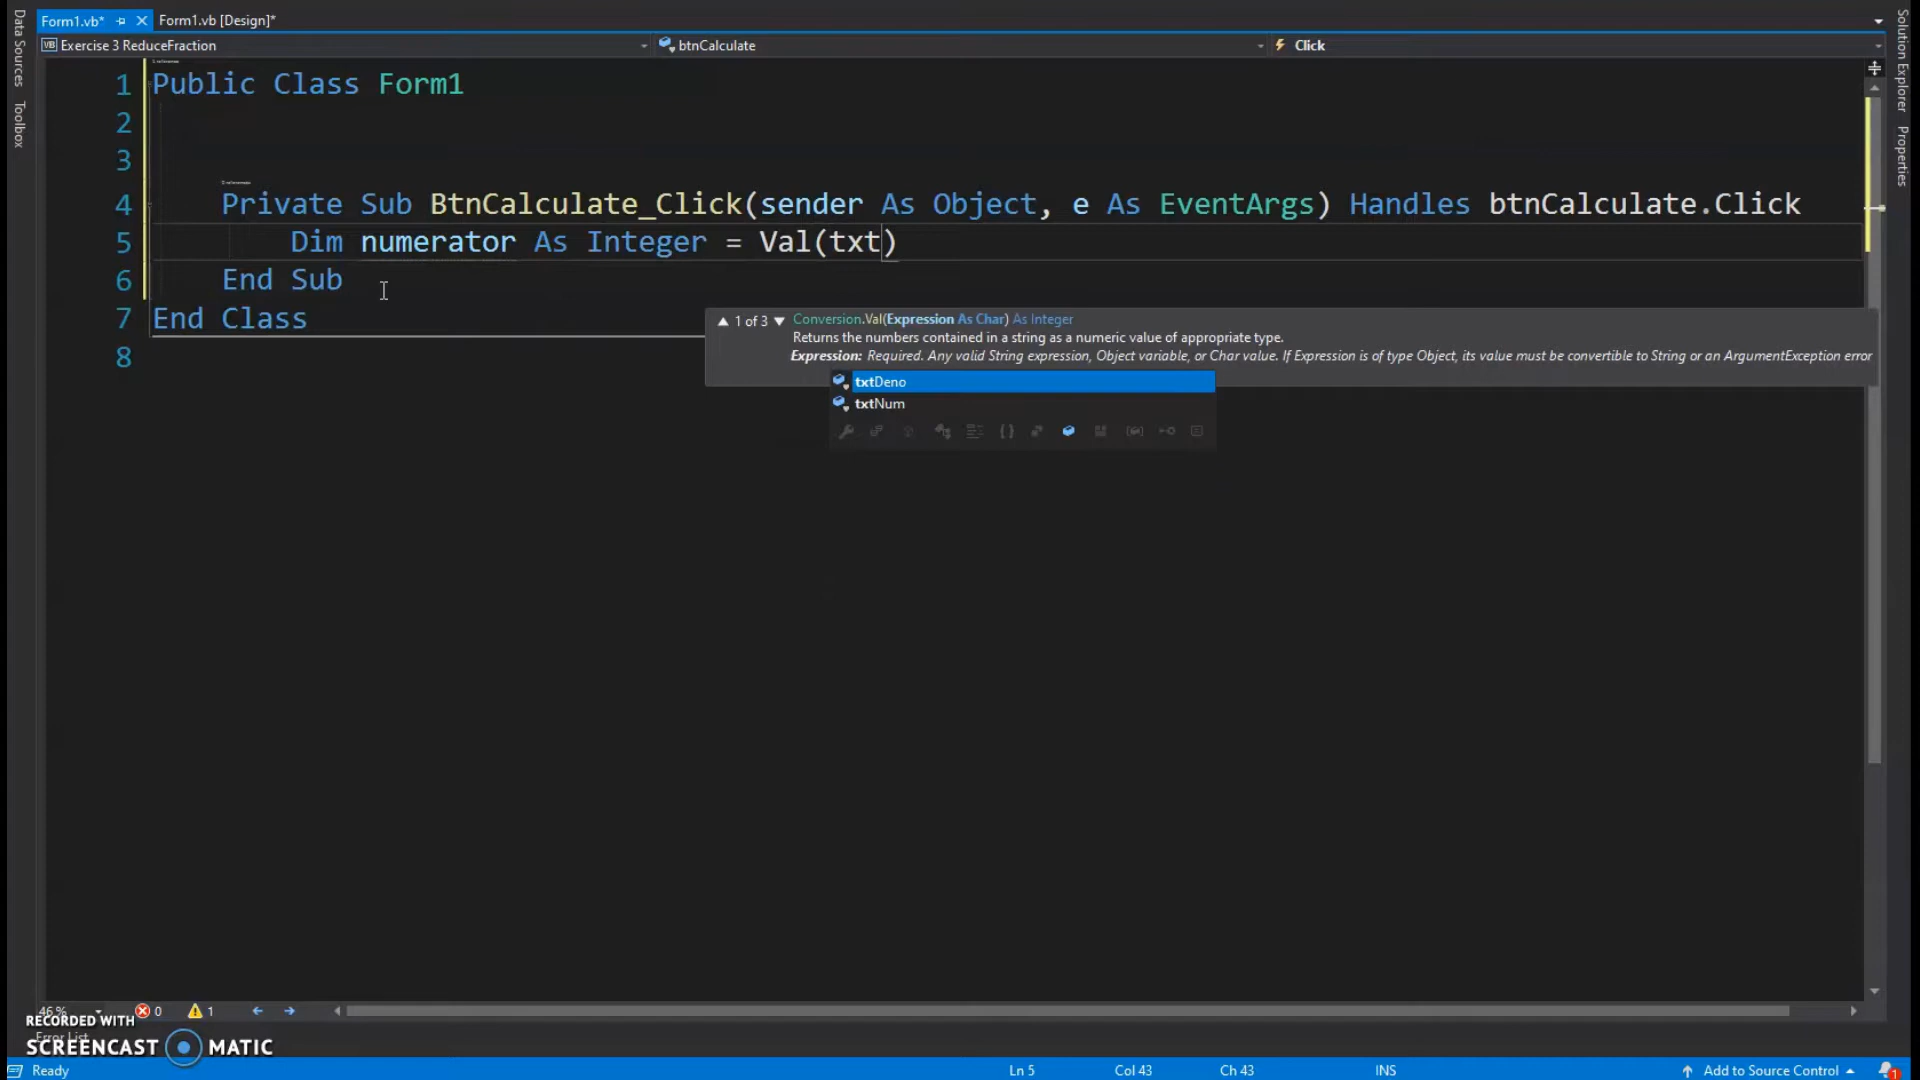 Form1.vb*
Form1.vb [Design]*
Data Sources
Toolbox
Solution Explorer
Properties
VB Exercise 3 ReduceFraction
btnCalculate
Click
1 Public Class Form1
2
3
4 Private Sub BtnCalculate_Click(sender As Object, e As EventArgs) Handles btnCalculate.Click
5 Dim numerator As Integer = Val(txt)
6 End Sub
7 End Class
8
▲ 1 of 3 ▼ Conversion.Val(Expression As Char) As Integer
Returns the numbers contained in a string as a numeric value of appropriate type.
Expression: Required. Any valid String expression, Object variable, or Char value. If Expression is of type Object, its value must be convertible to String or an ArgumentException error
txtDeno
txtNum
46 %
0
1
Error List
RECORDED WITH
SCREENCAST MATIC
Ready
Ln 5
Col 43
Ch 43
INS
Add to Source Control
1